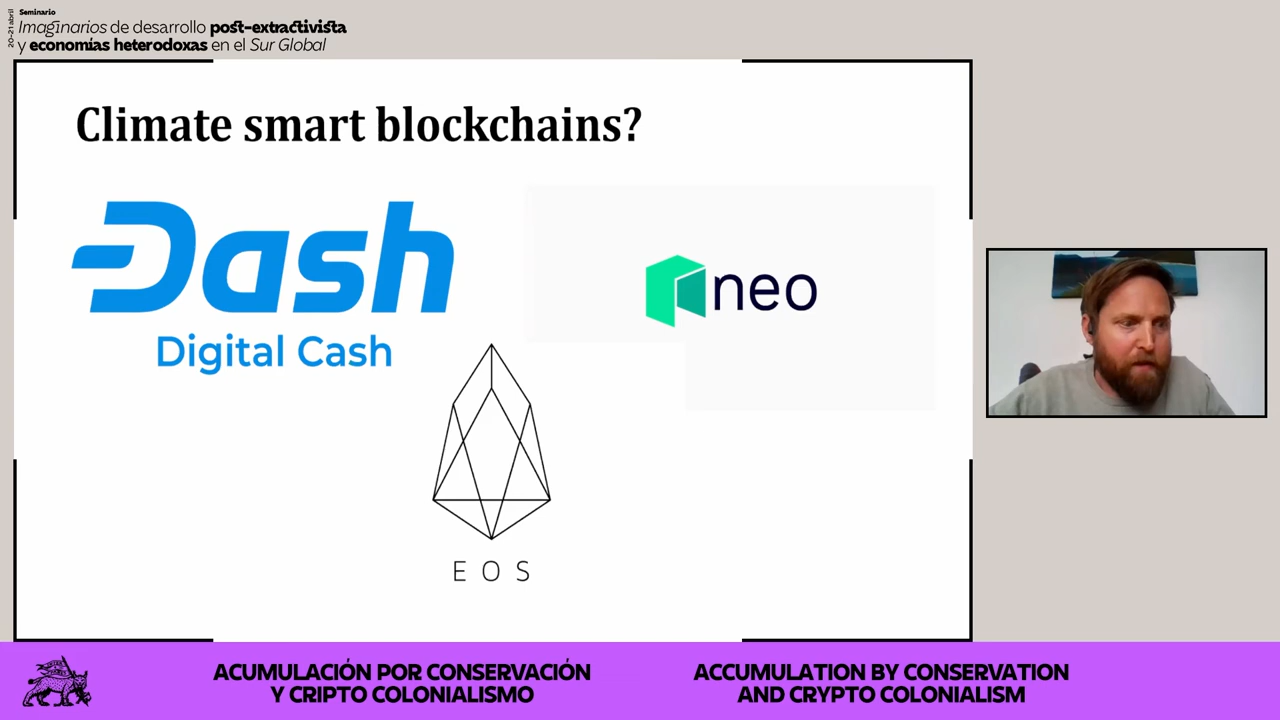 20-21 abril
Seminario
Imaginarios de desarrollo post-extractivista
y economías heterodoxas en el Sur Global
Climate smart blockchains?
Dash
Digital Cash
neo
EOS
ACUMULACIÓN POR CONSERVACIÓN
Y CRIPTO COLONIALISMO
ACCUMULATION BY CONSERVATION
AND CRYPTO COLONIALISM